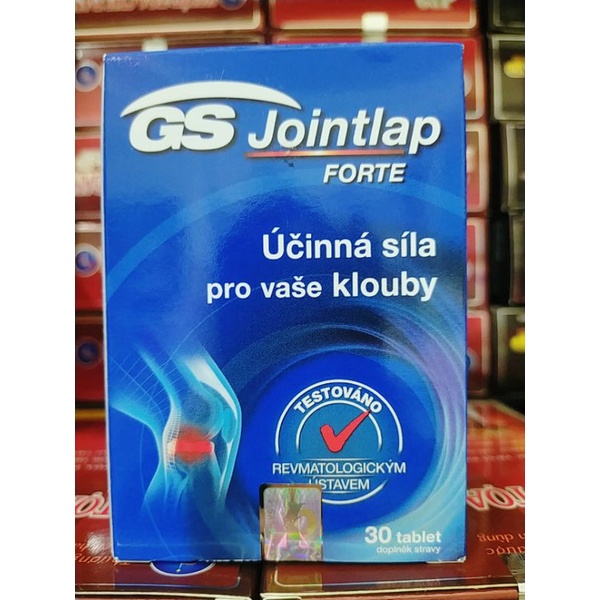 GS Jointlap
FORTE
Účinná síla
pro vaše klouby
TESTOVÁNO
REVMATOLOGICKÝM
ÚSTAVEM
30 tablet
doplněk stravy